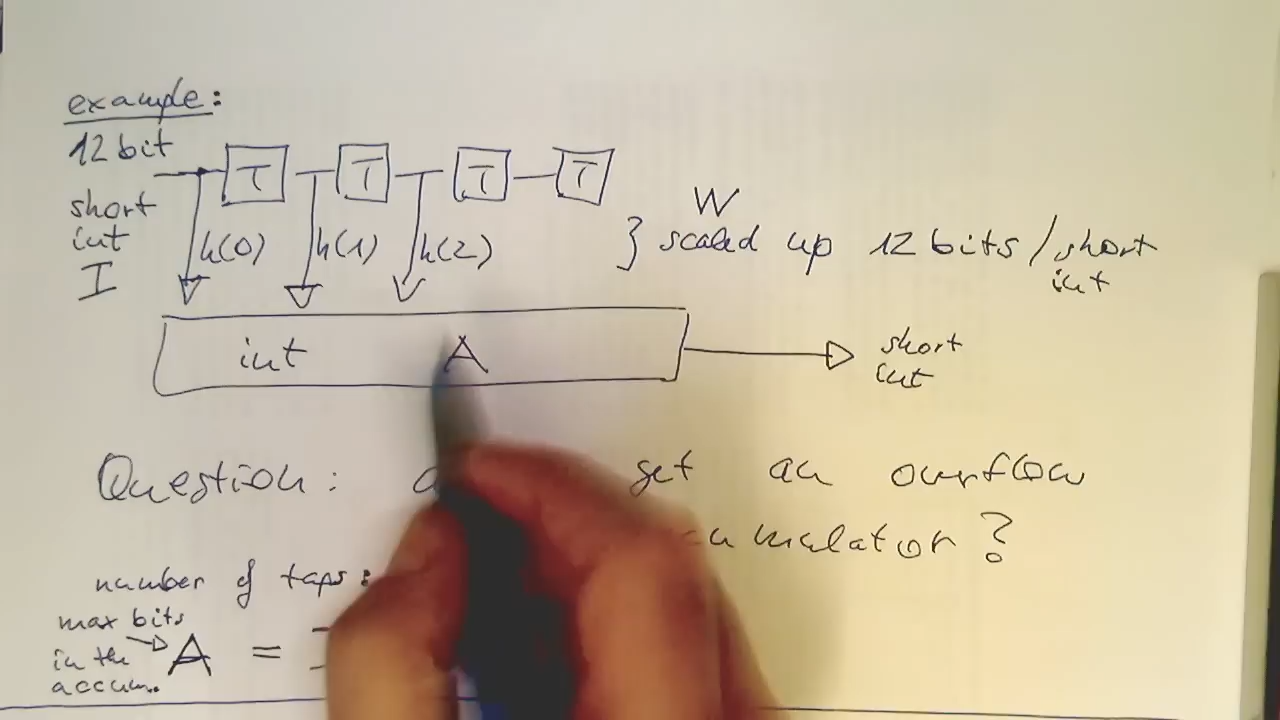 example:
12 bit
T T T T
short
int
I
h(0) h(1) h(2)
W
} scaled up 12 bits / short
int
int A
short
int
Question: get an overflow
?
number of taps:
max bits
in the
accum.
A =